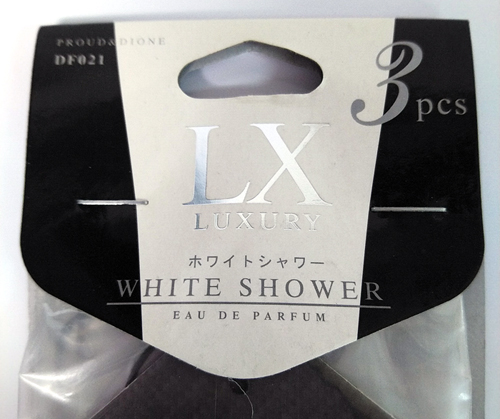 PROUD&DIONE
DF021
3pcs
LX
LUXURY
ホワイトシャワー
WHITE SHOWER
EAU DE PARFUM